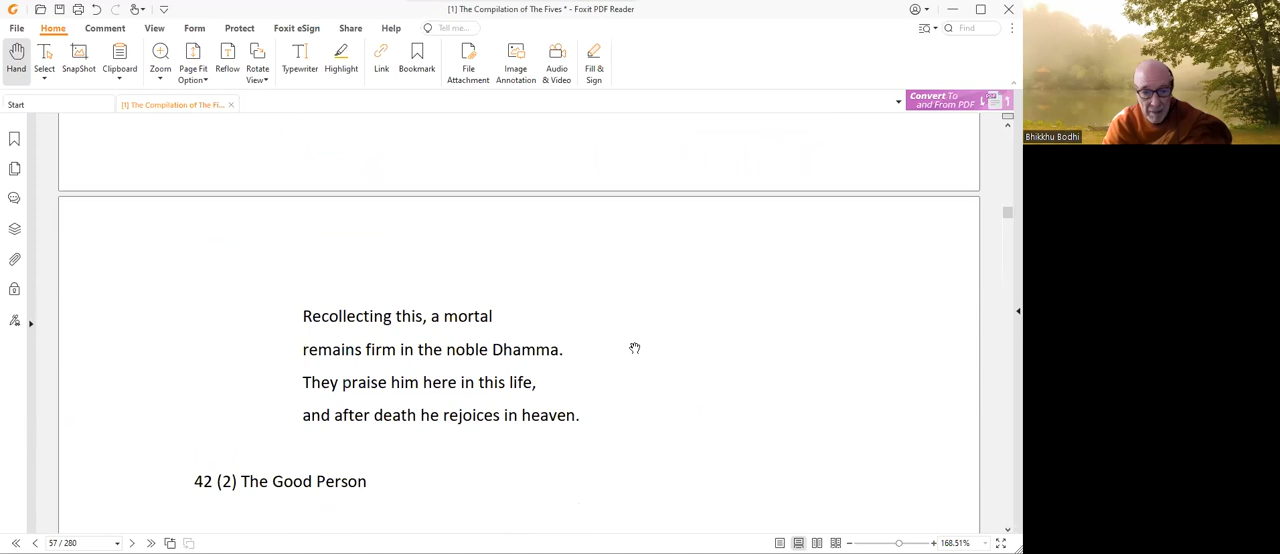 [1] The Compilation of The Fives * - Foxit PDF Reader
File Home Comment View Form Protect Foxit eSign Share Help Tell me... Find
Hand Select SnapShot Clipboard Zoom Page Fit Option Reflow Rotate View Typewriter Highlight Link Bookmark File Attachment Image Annotation Audio & Video Fill & Sign
Start [1] The Compilation of The Fi...
Convert To
and From PDF
Bhikkhu Bodhi
Recollecting this, a mortal
remains firm in the noble Dhamma.
They praise him here in this life,
and after death he rejoices in heaven.
42 (2) The Good Person
57 / 280 168.51%